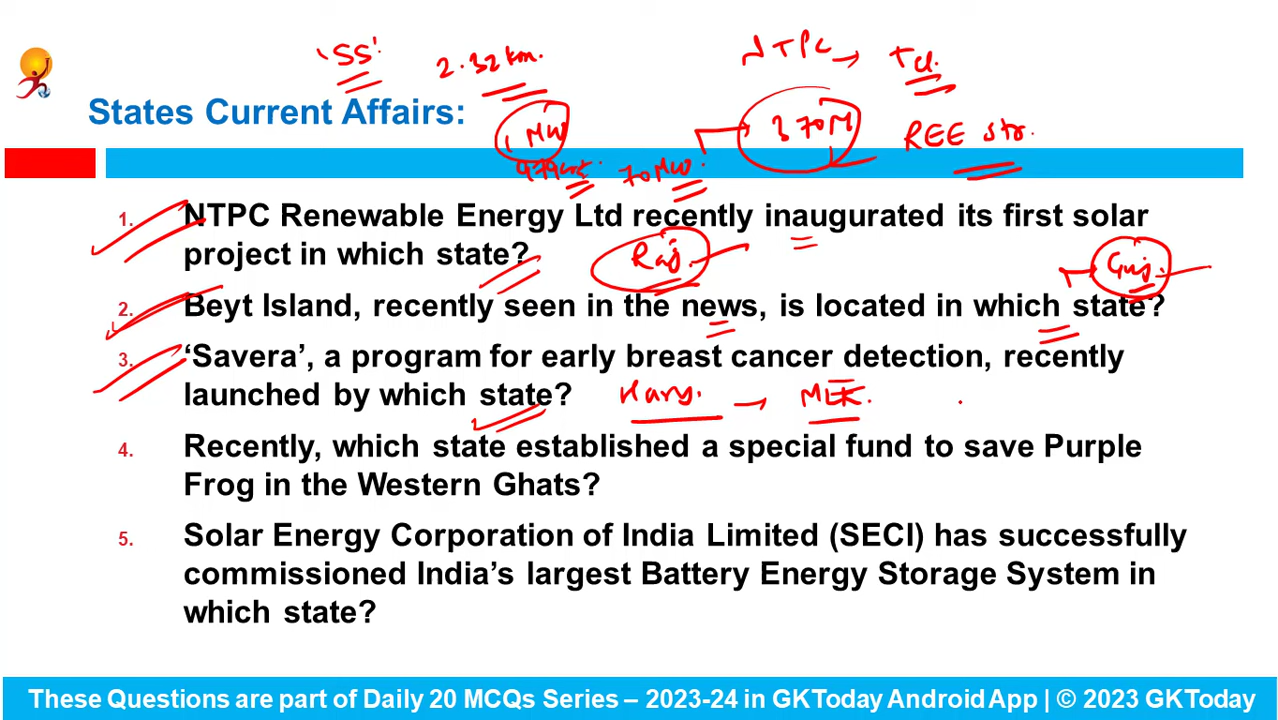 'SS'
2.32km.
NTPC → Td.
States Current Affairs:
1 MW
370M
REE str.
979
70MW.
1. NTPC Renewable Energy Ltd recently inaugurated its first solar
project in which state?
Raj.
Guj.
2. Beyt Island, recently seen in the news, is located in which state?
3. ‘Savera’, a program for early breast cancer detection, recently
launched by which state?
Hary. →
4. Recently, which state established a special fund to save Purple
Frog in the Western Ghats?
5. Solar Energy Corporation of India Limited (SECI) has successfully
commissioned India’s largest Battery Energy Storage System in
which state?
These Questions are part of Daily 20 MCQs Series – 2023-24 in GKToday Android App | © 2023 GKToday